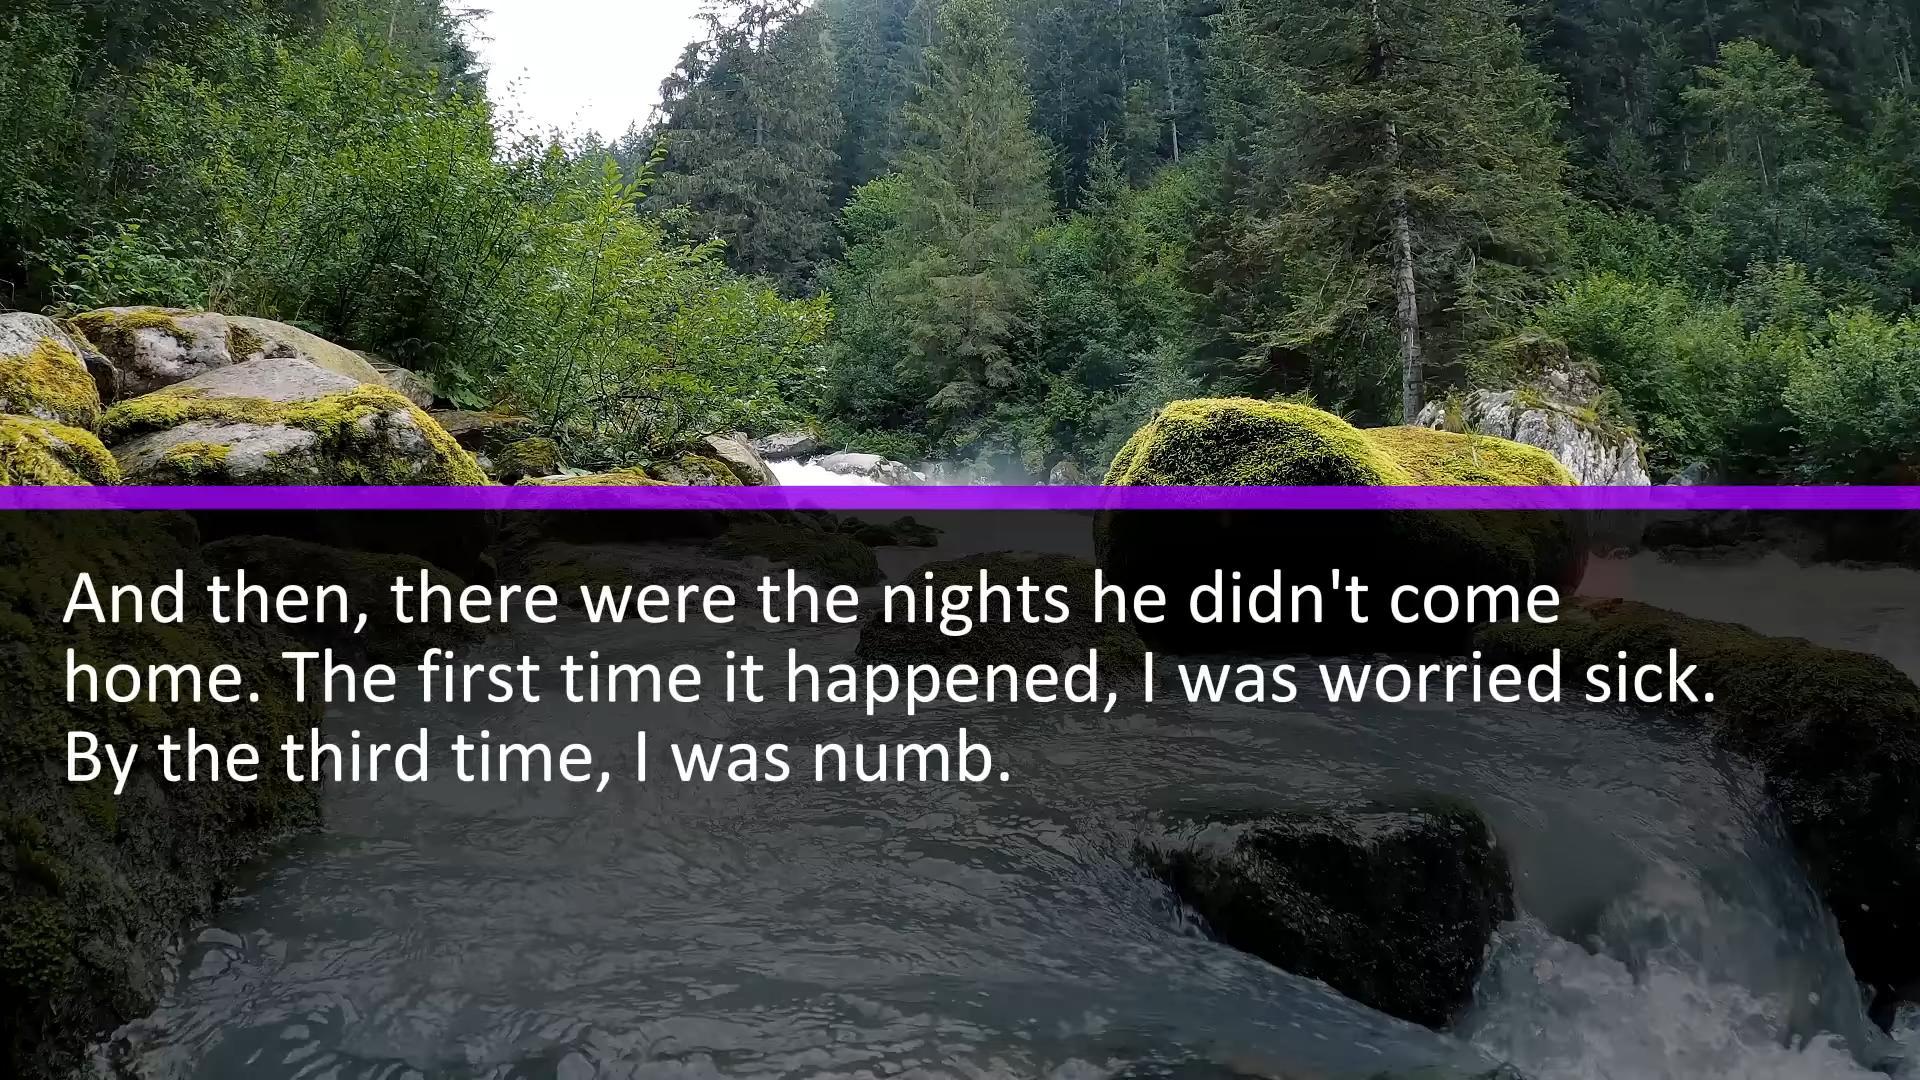 And then, there were the nights he didn't come
home. The first time it happened, I was worried sick.
By the third time, I was numb.